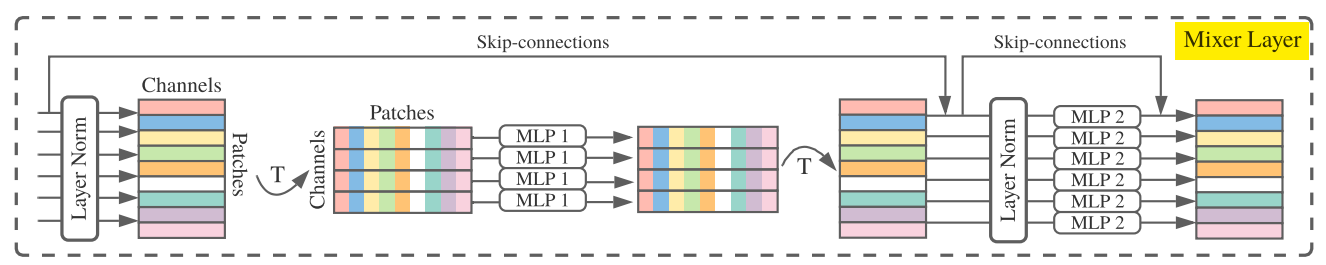 Skip-connections
Skip-connections
Mixer Layer
Layer Norm
Channels
Patches
T
Channels
Patches
MLP 1
MLP 1
MLP 1
MLP 1
T
Layer Norm
MLP 2
MLP 2
MLP 2
MLP 2
MLP 2
MLP 2